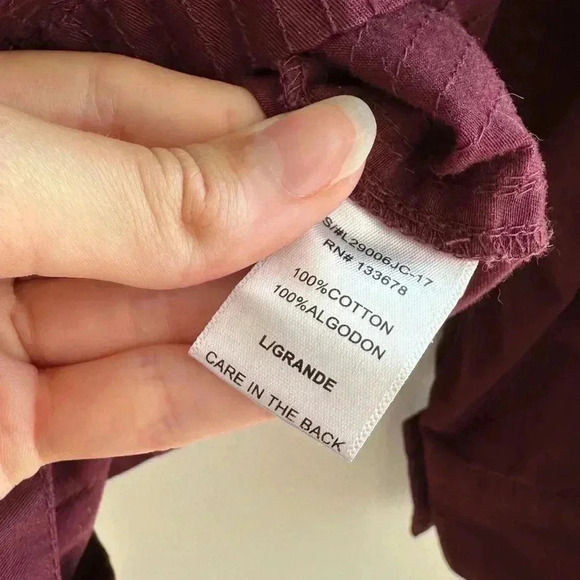 S/#L29006JC-17
RN# 133678
100%COTTON
100%ALGODON
L/GRANDE
CARE IN THE BACK